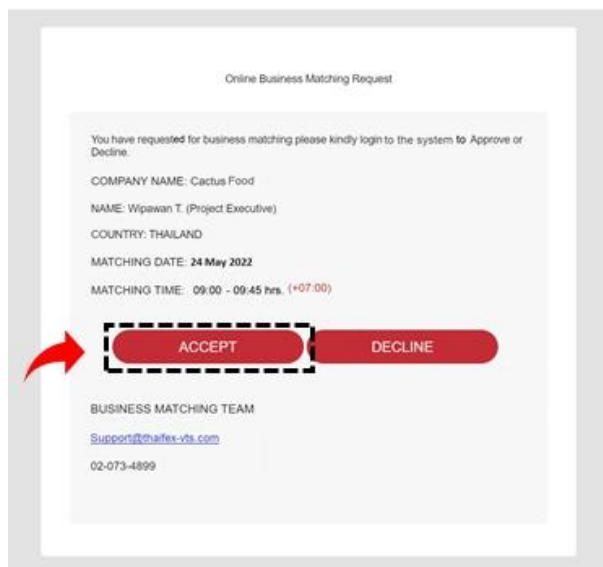 Online Business Matching Request
You have requested for business matching please kindly login to the system to Approve or
Decline.
COMPANY NAME: Cactus Food
NAME: Wipawan T. (Project Executive)
COUNTRY: THAILAND
MATCHING DATE: 24 May 2022
MATCHING TIME: 09:00 - 09:45 hrs. (+07:00)
ACCEPT DECLINE
BUSINESS MATCHING TEAM
Support@thaifex-vts.com
02-073-4899